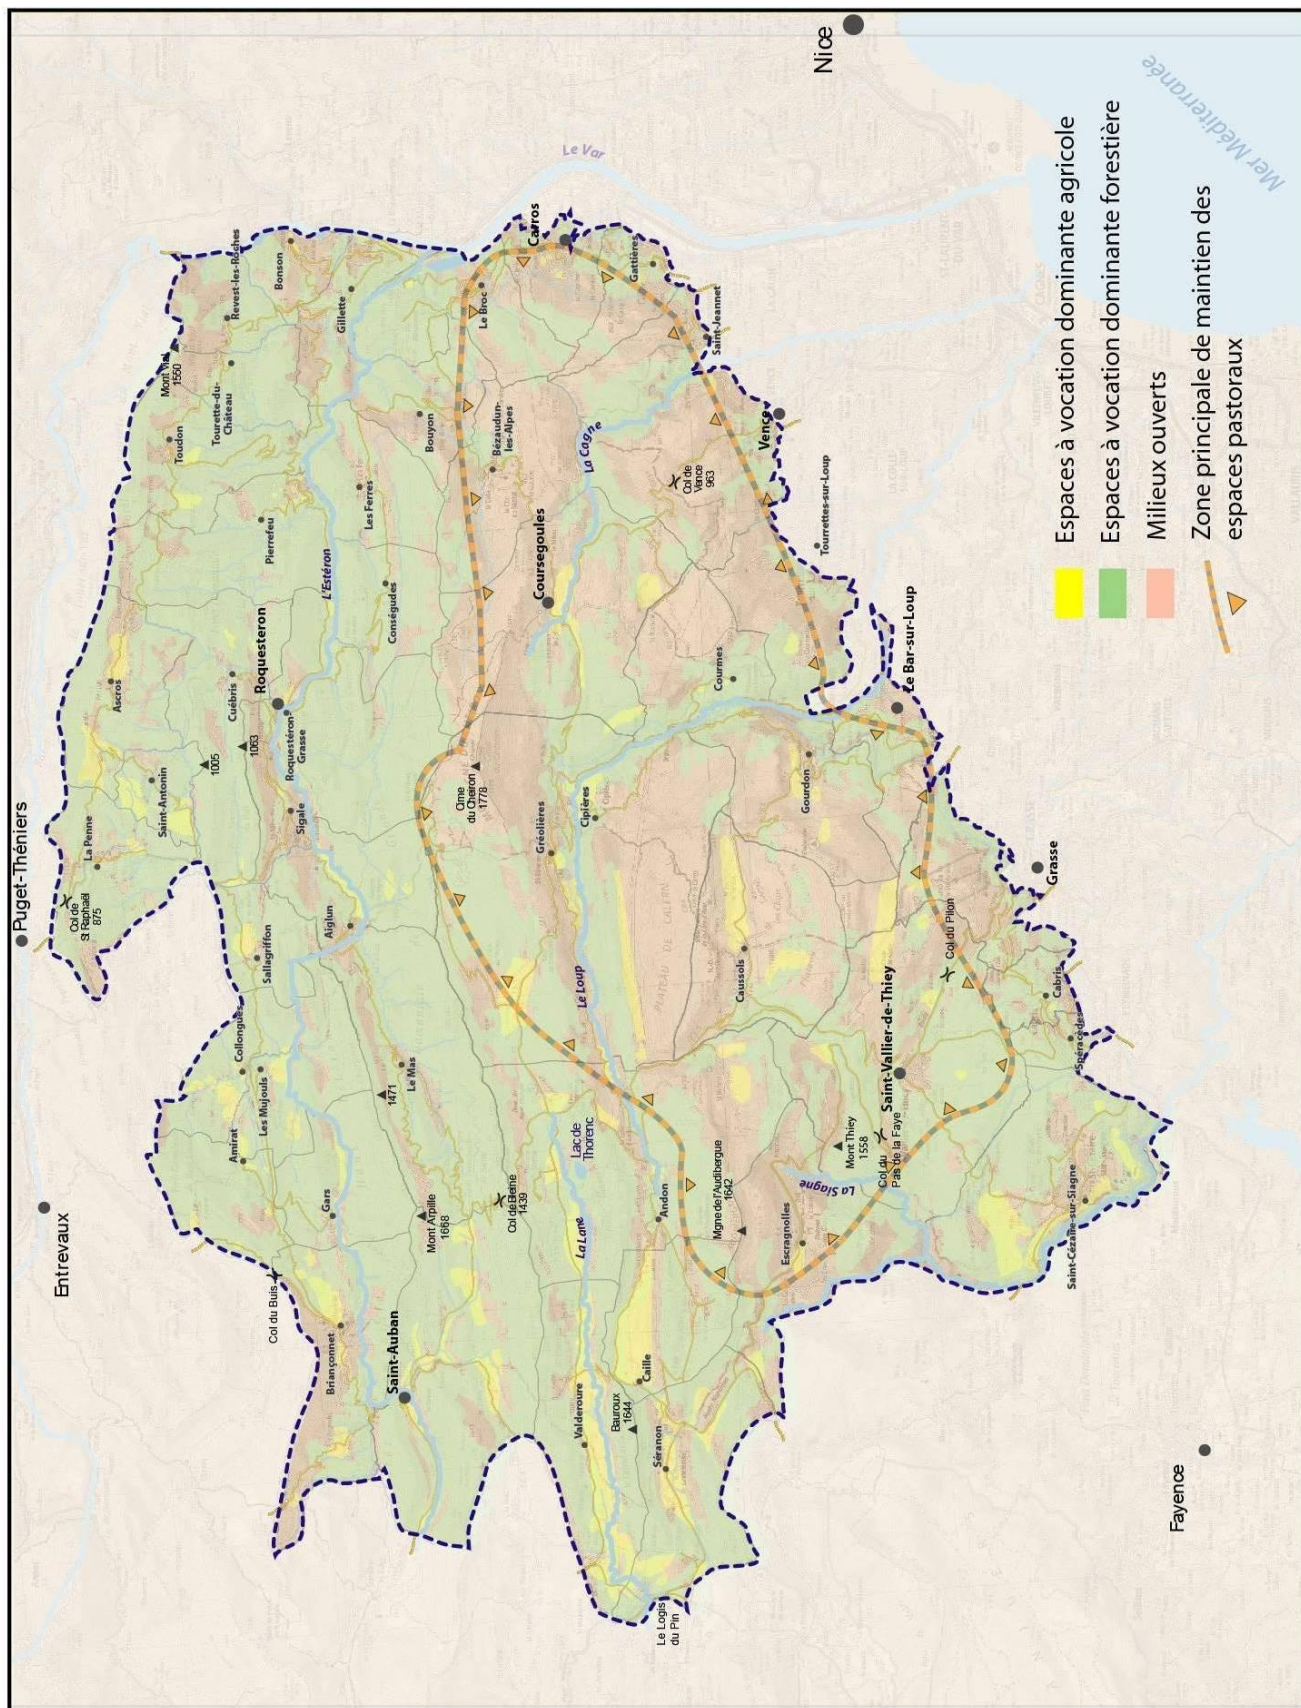 Puget-Théniers
Entrevaux
Nice
Fayence
Grasse
Mer Méditerranée
Le Var
Col de
St Raphaël
875
La Penne
Ascros
Saint-Antonin
1005
Cuébris
1063
Roquesteron
Roquestéron-
Grasse
Sigale
Toudon
Mont Vial
1550
Tourette-du-
Château
Revest-les-Roches
Bonson
Gillette
Pierrefeu
L'Estéron
Les Ferres
Conségudes
Bouyon
Le Broc
Carros
Gattières
Saint-Jeannet
Bézaudun-
les-Alpes
Coursegoules
La Cagne
Col de
Vence
963
Vence
Tourrettes-sur-Loup
Le Bar-sur-Loup
Courmes
Gourdon
Cipières
Gréolières
Cime
du Cheiron
1778
Aiglun
Sallagriffon
Collongues
Les Mujouls
Amirat
Gars
Le Mas
1471
Mont Arpille
1668
Col de Bleine
1439
Col du Buis
Briançonnet
Saint-Auban
Le Loup
PLATEAU DE CALERN
Caussols
Lac de
Thorenc
La Lane
Andon
Mgne de l'Audibergue
1642
Mont Thiey
1558
Escragnolles
La Siagne
Col du
Pas de la Faye
Saint-Vallier-de-Thiey
Col du Pilon
Cabris
Spéracèdes
Saint-Cézaire-sur-Siagne
Valderoure
Caille
Bauroux
1644
Séranon
Le Logis
du Pin
Espaces à vocation dominante agricole
Espaces à vocation dominante forestière
Milieux ouverts
Zone principale de maintien des
espaces pastoraux